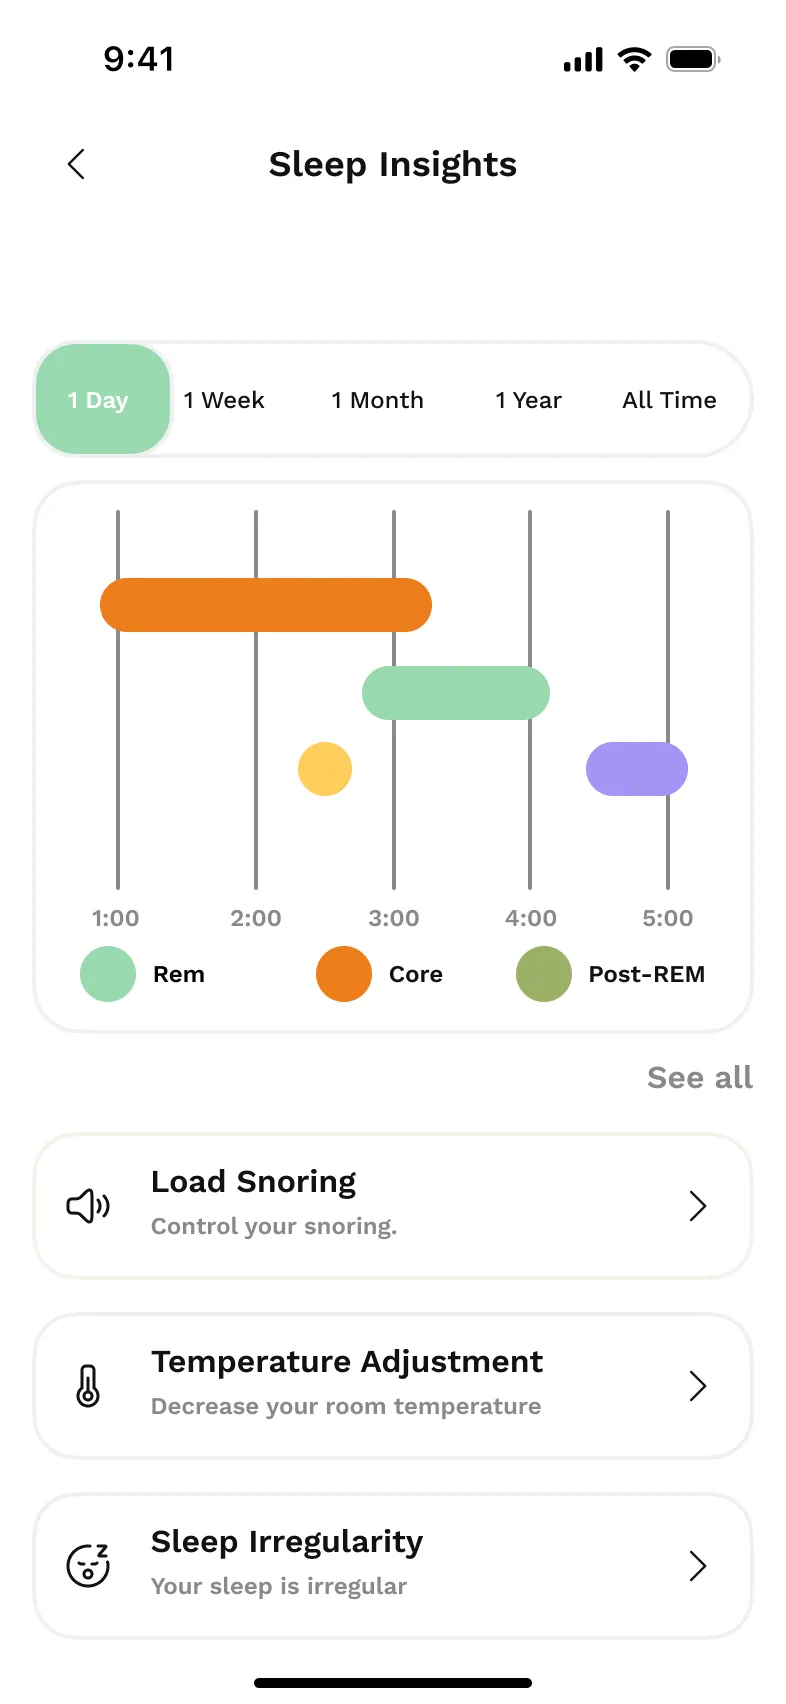 9:41
Sleep Insights
1 Day 1 Week 1 Month 1 Year All Time
1:00 2:00 3:00 4:00 5:00
Rem Core Post-REM
See all
Load Snoring
Control your snoring.
Temperature Adjustment
Decrease your room temperature
Sleep Irregularity
Your sleep is irregular